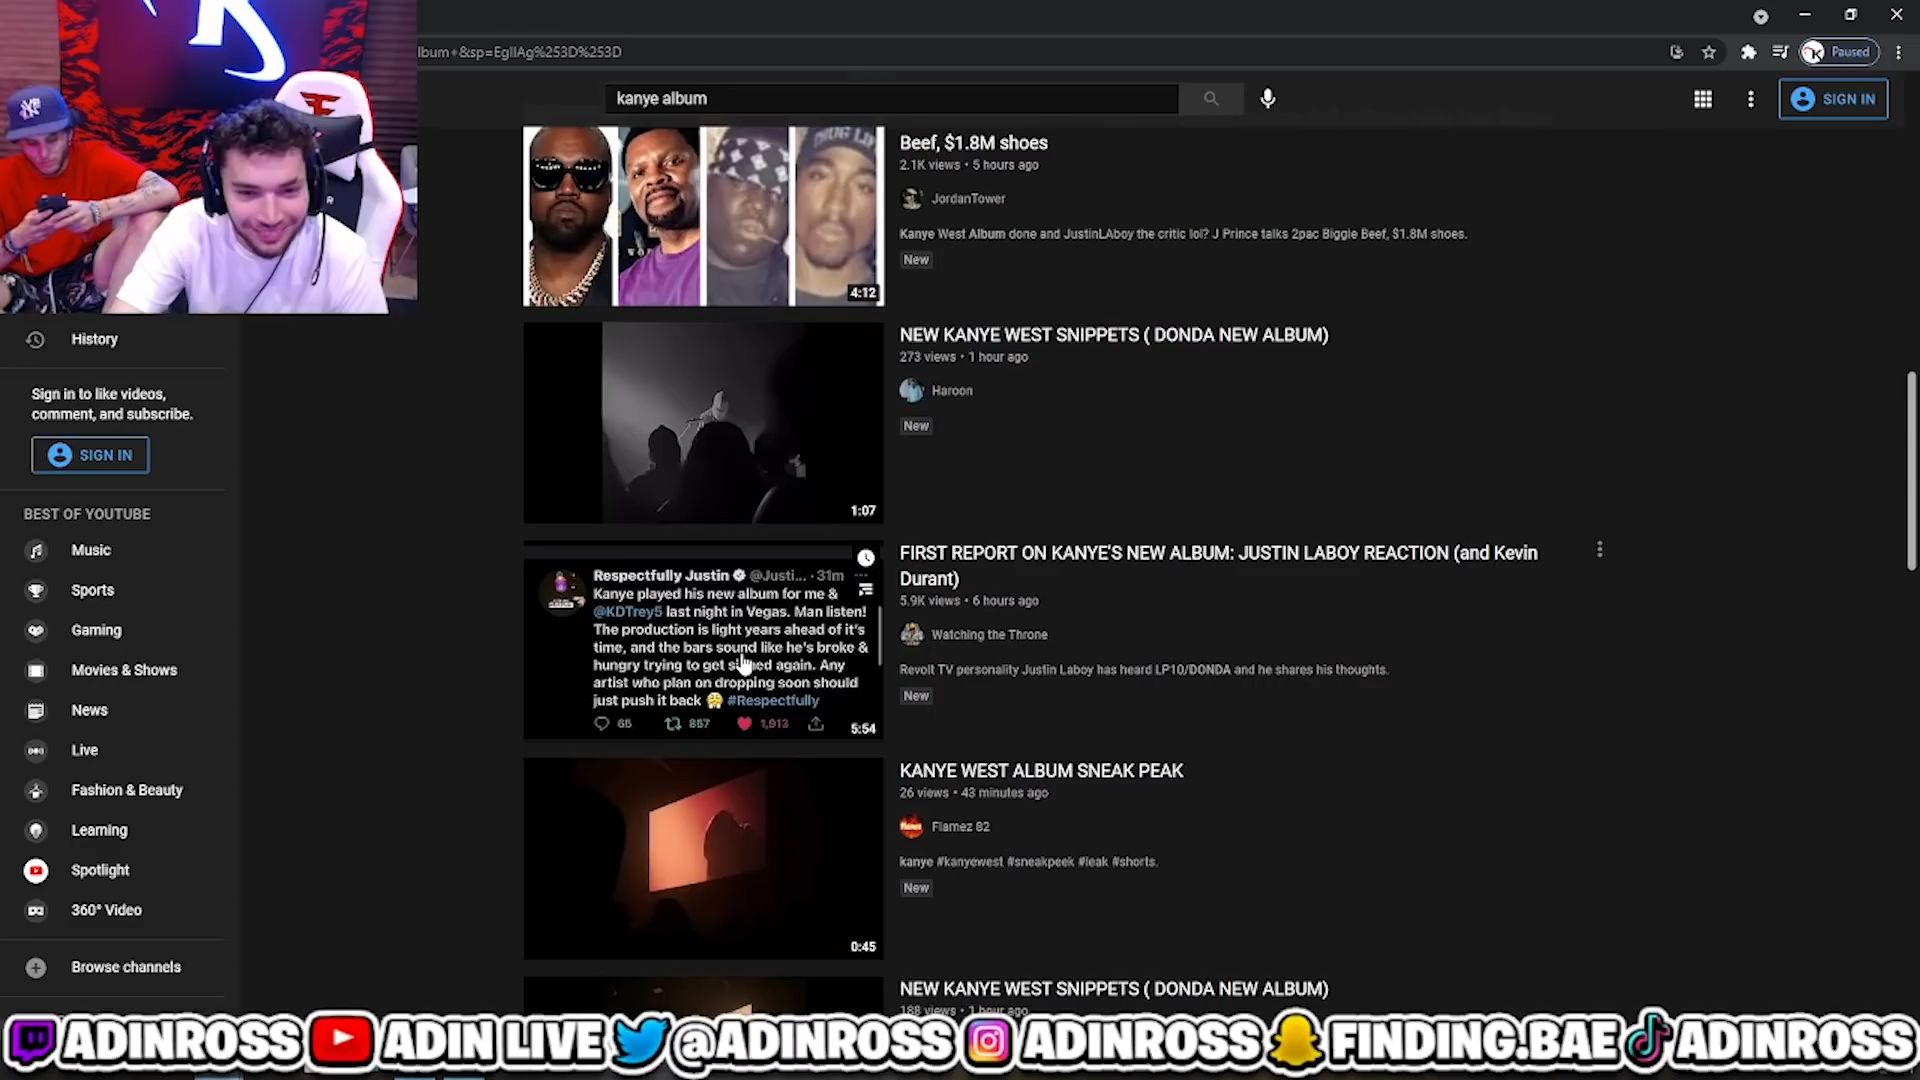 lbum+&sp=EgIIAg%253D%253D
Paused
kanye album
SIGN IN
Beef, $1.8M shoes
2.1K views • 5 hours ago
JordanTower
Kanye West Album done and JustinLAboy the critic lol? J Prince talks 2pac Biggie Beef, $1.8M shoes.
New
4:12
History
Sign in to like videos,
comment, and subscribe.
SIGN IN
BEST OF YOUTUBE
Music
Sports
Gaming
Movies & Shows
News
Live
Fashion & Beauty
Learning
Spotlight
360° Video
Browse channels
NEW KANYE WEST SNIPPETS ( DONDA NEW ALBUM)
273 views • 1 hour ago
Haroon
New
1:07
Respectfully Justin @Justi... · 31m
Kanye played his new album for me &
@KDTrey5 last night in Vegas. Man listen!
The production is light years ahead of it's
time, and the bars sound like he's broke &
hungry trying to get signed again. Any
artist who plan on dropping soon should
just push it back 😤 #Respectfully
65 857 1,913
5:54
FIRST REPORT ON KANYE'S NEW ALBUM: JUSTIN LABOY REACTION (and Kevin
Durant)
5.9K views • 6 hours ago
Watching the Throne
Revolt TV personality Justin Laboy has heard LP10/DONDA and he shares his thoughts.
New
KANYE WEST ALBUM SNEAK PEAK
26 views • 43 minutes ago
Flamez 82
kanye #kanyewest #sneakpeek #leak #shorts.
New
0:45
NEW KANYE WEST SNIPPETS ( DONDA NEW ALBUM)
188 views • 1 hour ago
ADINROSS ADIN LIVE @ADINROSS ADINROSS FINDING.BAE ADINROSS